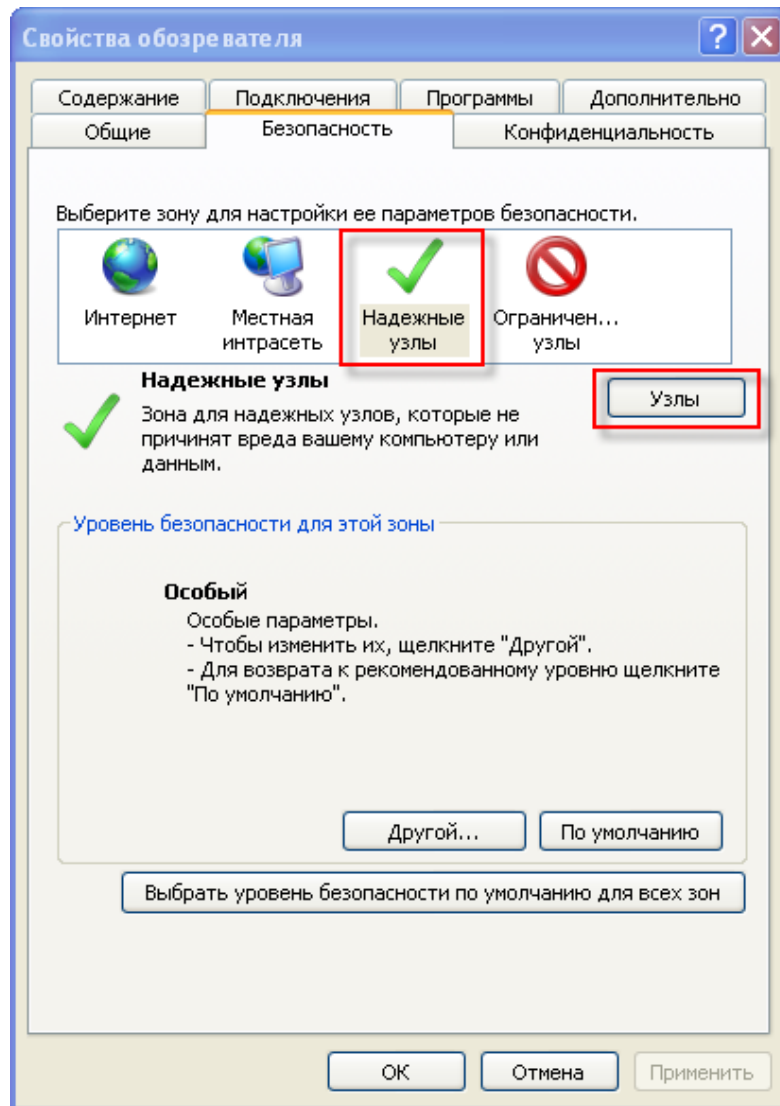 Свойства обозревателя
Содержание Подключения Программы Дополнительно
Общие Безопасность Конфиденциальность
Выберите зону для настройки ее параметров безопасности.
Интернет Местная Надежные Ограничен...
интрасеть узлы узлы
Надежные узлы
Узлы
Зона для надежных узлов, которые не
причинят вреда вашему компьютеру или
данным.
Уровень безопасности для этой зоны
Особый
Особые параметры.
- Чтобы изменить их, щелкните "Другой".
- Для возврата к рекомендованному уровню щелкните
"По умолчанию".
Другой... По умолчанию
Выбрать уровень безопасности по умолчанию для всех зон
ОК Отмена Применить